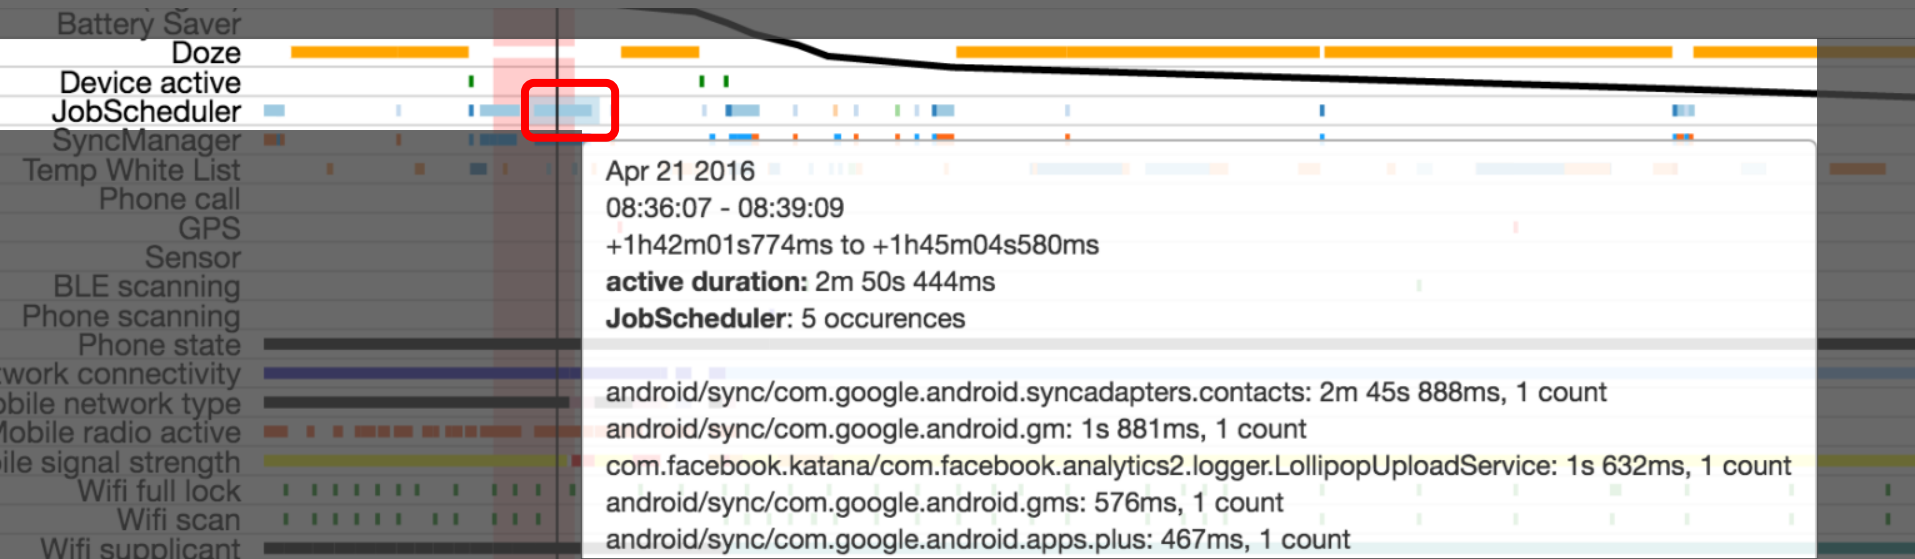 Battery Saver
Doze
Device active
JobScheduler
SyncManager
Temp White List
Phone call
GPS
Sensor
BLE scanning
Phone scanning
Phone state
work connectivity
obile network type
Mobile radio active
ile signal strength
Wifi full lock
Wifi scan
Wifi supplicant
Apr 21 2016
08:36:07 - 08:39:09
+1h42m01s774ms to +1h45m04s580ms
active duration: 2m 50s 444ms
JobScheduler: 5 occurences
android/sync/com.google.android.syncadapters.contacts: 2m 45s 888ms, 1 count
android/sync/com.google.android.gm: 1s 881ms, 1 count
com.facebook.katana/com.facebook.analytics2.logger.LollipopUploadService: 1s 632ms, 1 count
android/sync/com.google.android.gms: 576ms, 1 count
android/sync/com.google.android.apps.plus: 467ms, 1 count